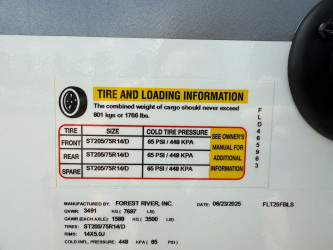 TIRE AND LOADING INFORMATION
The combined weight of cargo should never exceed
801 kgs or 1766 lbs.
TIRE SIZE COLD TIRE PRESSURE SEE OWNER'S MANUAL FOR ADDITIONAL INFORMATION
FRONT ST205/75R14/D 65 PSI / 448 KPA
REAR ST205/75R14/D 65 PSI / 448 KPA
SPARE ST205/75R14/D 65 PSI / 448 KPA
FLD465963
MANUFACTURED BY: FOREST RIVER, INC. 06/23/2025 FLT25FBLS
GVWR: 3491 KG ( 7697 LB)
GAWR (EACH AXLE): 1588 KG ( 3500 LB)
TIRES: ST205/75R14/D
RIMS: 14X5.0J
COLD INFL. PRESSURE: 448 KPA ( 65 PSI)